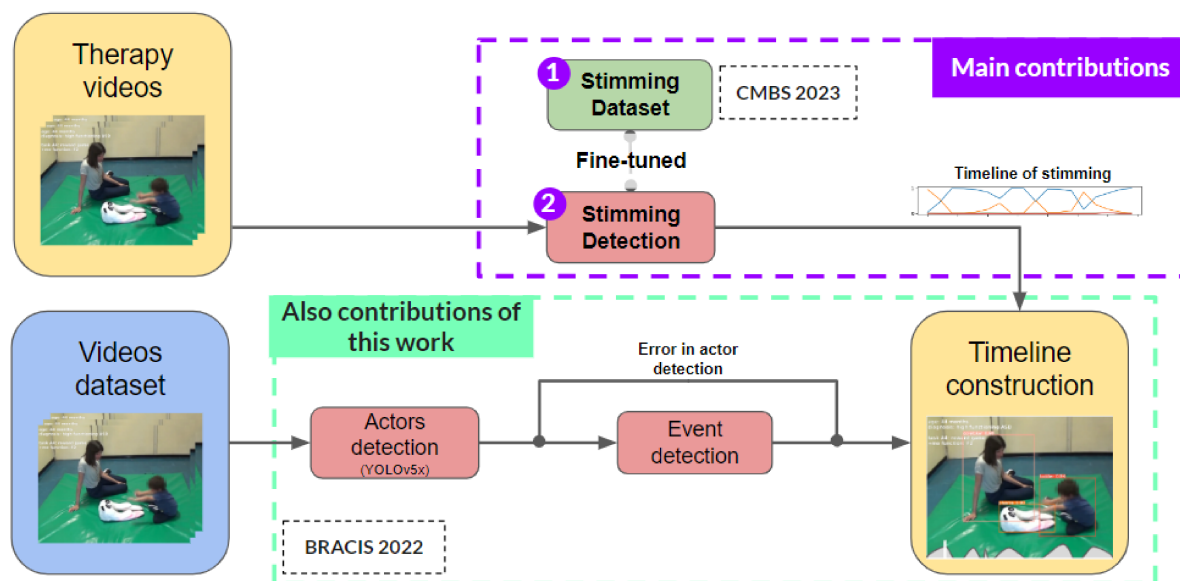 Therapy
videos
1
Stimming
Dataset
CMBS 2023
Main contributions
Fine-tuned
2
Stimming
Detection
Timeline of stimming
Also contributions of
this work
Videos
dataset
Error in actor
detection
Actors
detection
(YOLOv5x)
Event
detection
Timeline
construction
BRACIS 2022